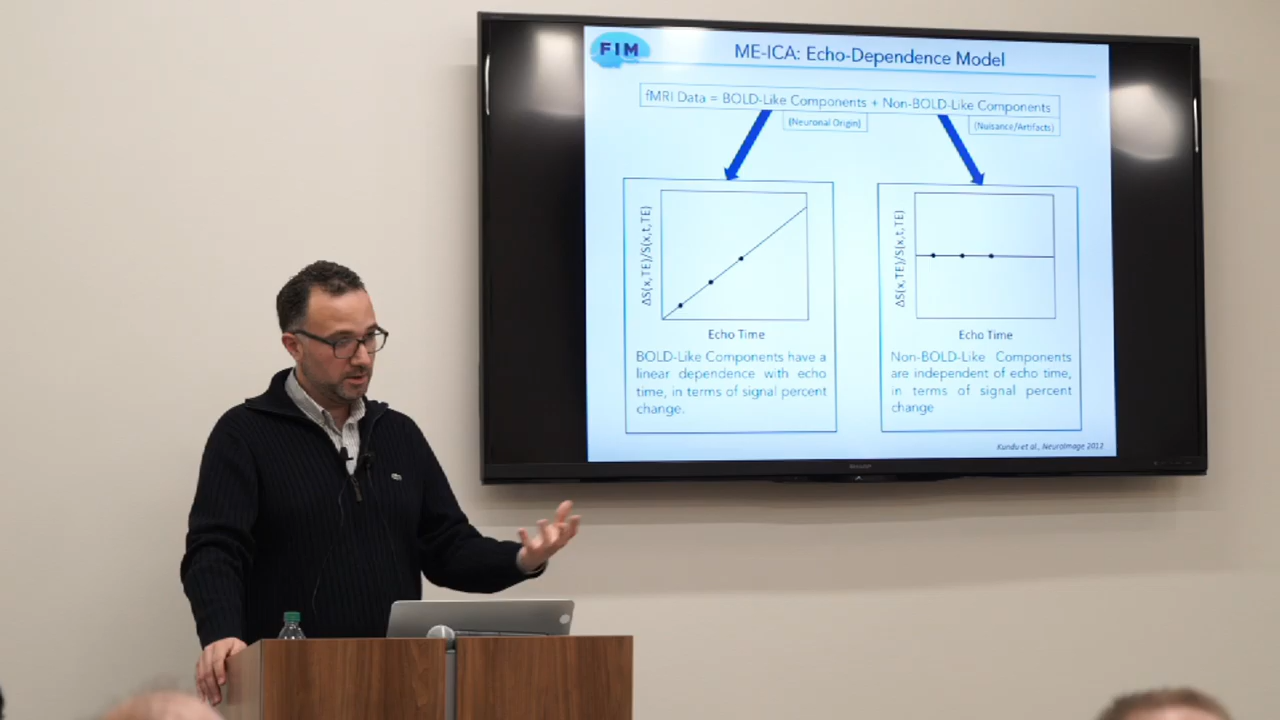 FIM
ME-ICA: Echo-Dependence Model
fMRI Data = BOLD-Like Components + Non-BOLD-Like Components
(Neuronal Origin)
(Nuisance/Artifacts)
ΔS(x,TE)/S(x,t,TE)
Echo Time
BOLD-Like Components have a
linear dependence with echo
time, in terms of signal percent
change.
ΔS(x,TE)/S(x,t,TE)
Echo Time
Non-BOLD-Like Components
are independent of echo time,
in terms of signal percent
change
Kundu et al., NeuroImage 2012
SHARP